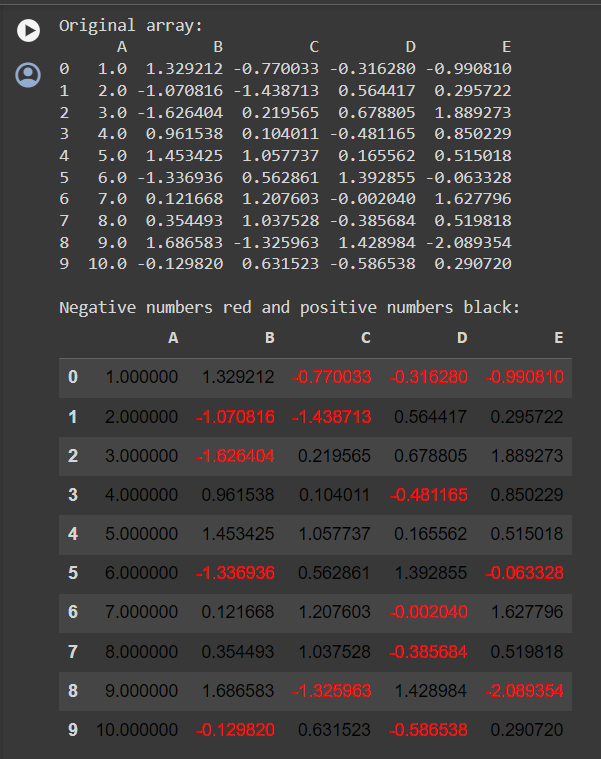 Original array:
      A         B         C         D         E
0   1.0  1.329212 -0.770033 -0.316280 -0.990810
1   2.0 -1.070816 -1.438713  0.564417  0.295722
2   3.0 -1.626404  0.219565  0.678805  1.889273
3   4.0  0.961538  0.104011 -0.481165  0.850229
4   5.0  1.453425  1.057737  0.165562  0.515018
5   6.0 -1.336936  0.562861  1.392855 -0.063328
6   7.0  0.121668  1.207603 -0.002040  1.627796
7   8.0  0.354493  1.037528 -0.385684  0.519818
8   9.0  1.686583 -1.325963  1.428984 -2.089354
9  10.0 -0.129820  0.631523 -0.586538  0.290720
Negative numbers red and positive numbers black:
A B C D E
0 1.000000 1.329212 -0.770033 -0.316280 -0.990810
1 2.000000 -1.070816 -1.438713 0.564417 0.295722
2 3.000000 -1.626404 0.219565 0.678805 1.889273
3 4.000000 0.961538 0.104011 -0.481165 0.850229
4 5.000000 1.453425 1.057737 0.165562 0.515018
5 6.000000 -1.336936 0.562861 1.392855 -0.063328
6 7.000000 0.121668 1.207603 -0.002040 1.627796
7 8.000000 0.354493 1.037528 -0.385684 0.519818
8 9.000000 1.686583 -1.325963 1.428984 -2.089354
9 10.000000 -0.129820 0.631523 -0.586538 0.290720